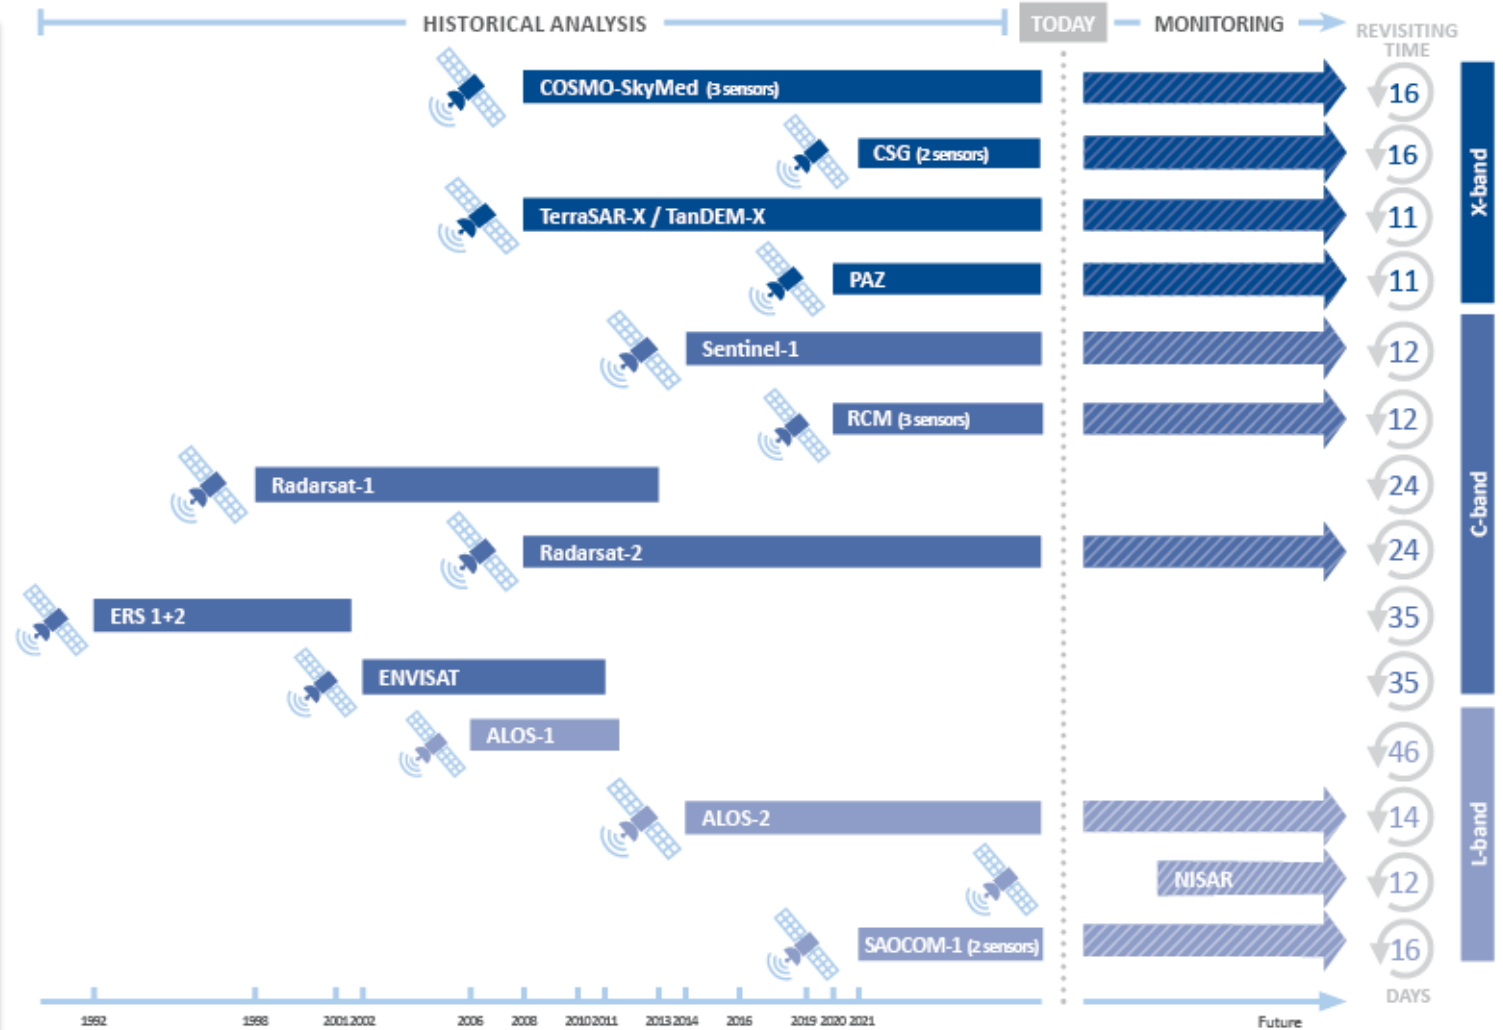 HISTORICAL ANALYSIS TODAY MONITORING
REVISITING
TIME
COSMO-SkyMed (3 sensors) 16
CSG (2 sensors) 16
TerraSAR-X / TanDEM-X 11
PAZ 11
X-band
Sentinel-1 12
RCM (3 sensors) 12
Radarsat-1 24
Radarsat-2 24
ERS 1+2 35
ENVISAT 35
C-band
ALOS-1 46
ALOS-2 14
NISAR 12
SAOCOM-1 (2 sensors) 16
L-band
DAYS
1992 1998 2001 2002 2006 2008 2010 2011 2013 2014 2016 2019 2020 2021 Future